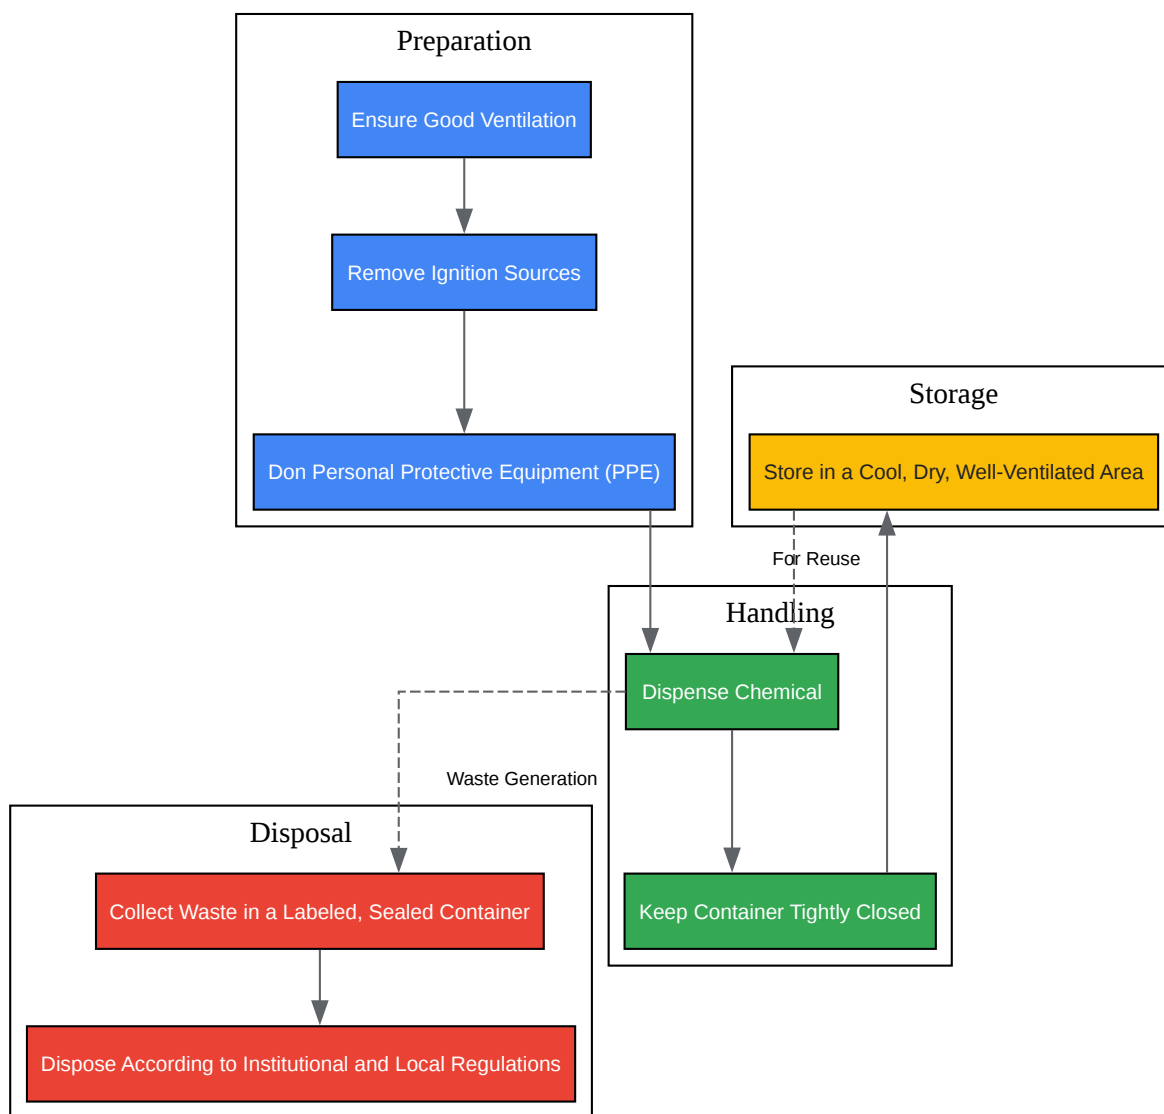 Preparation
Ensure Good Ventilation
Remove Ignition Sources
Don Personal Protective Equipment (PPE)
Storage
Store in a Cool, Dry, Well-Ventilated Area
For Reuse
Handling
Dispense Chemical
Waste Generation
Keep Container Tightly Closed
Disposal
Collect Waste in a Labeled, Sealed Container
Dispose According to Institutional and Local Regulations